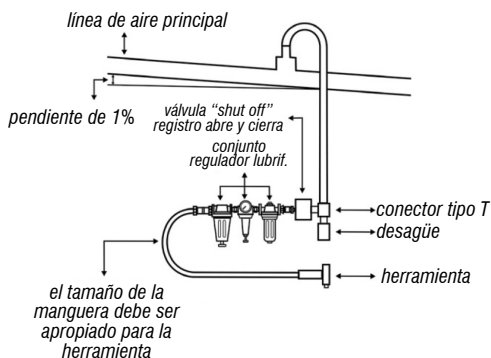 línea de aire principal
pendiente de 1%
válvula “shut off”
registro abre y cierra
conjunto
regulador lubrif.
conector tipo T
desagüe
herramienta
el tamaño de la
manguera debe ser
apropiado para la
herramienta